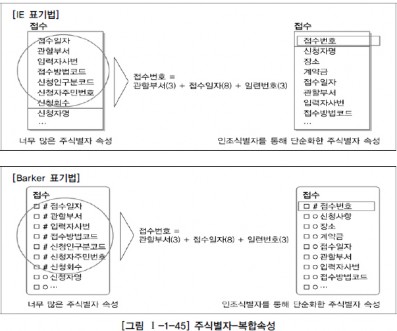 [IE 표기법]
접수
접수일자
관할부서
입력자사번
접수방법코드
신청인구분코드
신청자주민번호
신청회수
신청자명
…
너무 많은 주식별자 속성
접수번호 =
관할부서(3) + 접수일자(8) + 일련번호(3)
접수
접수번호
신청자명
장소
계약금
접수일자
관할부서
입력자사번
접수방법코드
…
인조식별자를 통해 단순화한 주식별자 속성
[Barker 표기법]
접수
# 접수일자
# 관할부서
# 입력자사번
# 접수방법코드
# 신청인구분코드
# 신청자주민번호
# 신청회수
o 신청자명
o …
너무 많은 주식별자 속성
접수번호 =
관할부서(3) + 접수일자(8) + 일련번호(3)
접수
# 접수번호
o 신청사항
o 장소
o 계약금
o 접수일자
o 관할부서
o 입력자사번
o 접수방법코드
o …
인조식별자를 통해 단순화한 주식별자 속성
[그림 Ⅰ-1-45] 주식별자-복합속성